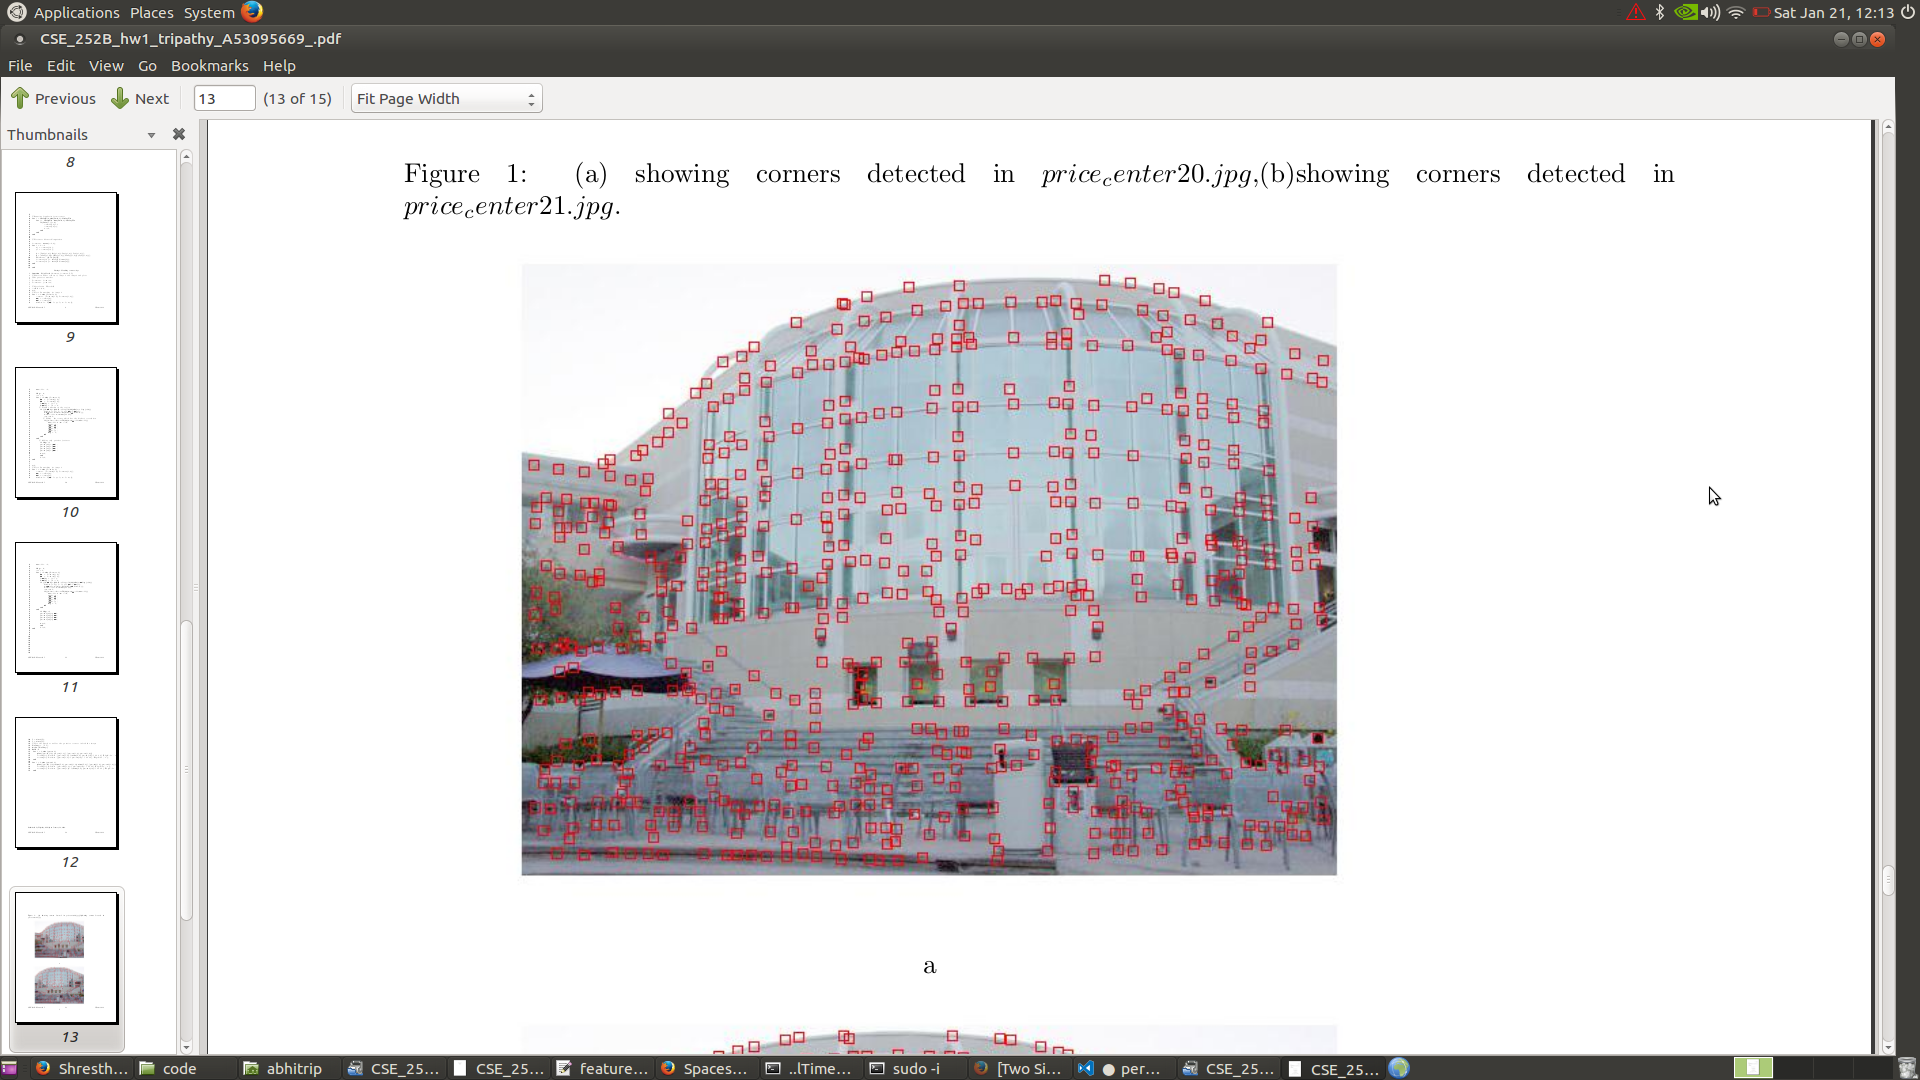 Applications Places System Sat Jan 21, 12:13
CSE_252B_hw1_tripathy_A53095669_.pdf
File Edit View Go Bookmarks Help
Previous Next 13 (13 of 15) Fit Page Width
Thumbnails
8
9
10
11
12
13
Figure 1: (a) showing corners detected in price_center20.jpg,(b)showing corners detected in
price_center21.jpg.
a
Shresth... code abhitrip CSE_25... CSE_25... feature... Spaces... ..lTime... sudo -i [Two Si... ● per... CSE_25... CSE_25...